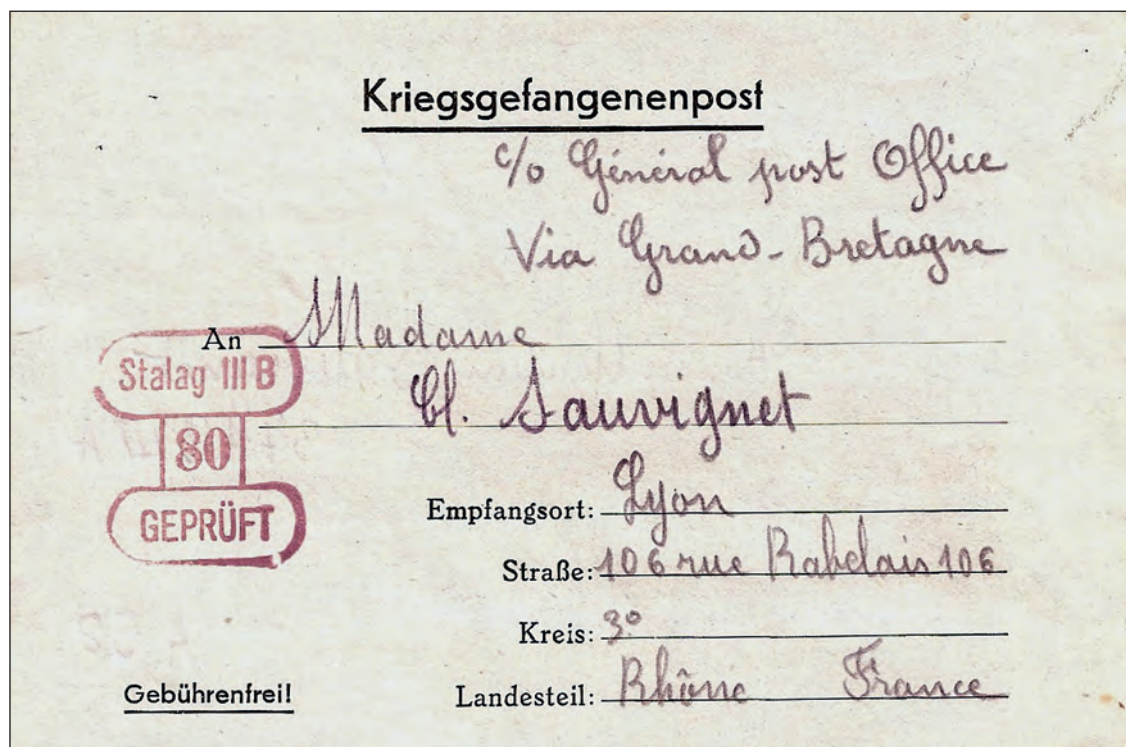 Kriegsgefangenenpost
c/o Général post Office
Via Grand-Bretagne
An Madame
Cl. Sauvignet
Stalag III B
80
GEPRÜFT
Empfangsort: Lyon
Straße: 106 rue Rabelais 106
Kreis: 3º
Gebührenfrei!
Landesteil: Rhône France